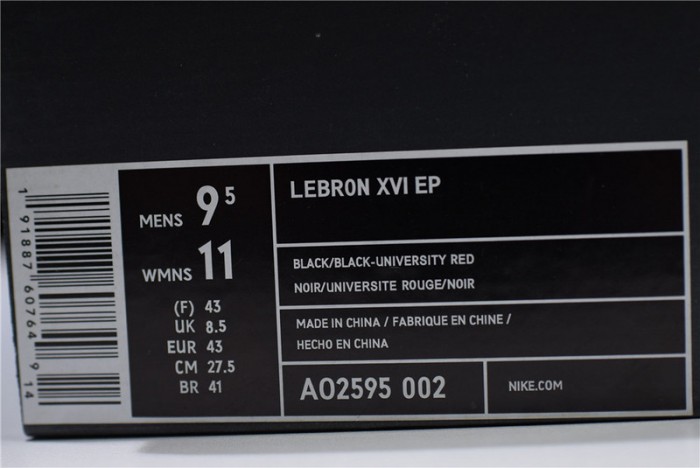 1 91887 60764 9 14
MENS 9 5
WMNS 11
(F) 43
UK 8.5
EUR 43
CM 27.5
BR 41
LEBRON XVI EP
BLACK/BLACK-UNIVERSITY RED
NOIR/UNIVERSITE ROUGE/NOIR
MADE IN CHINA / FABRIQUE EN CHINE /
HECHO EN CHINA
AO2595 002
NIKE.COM